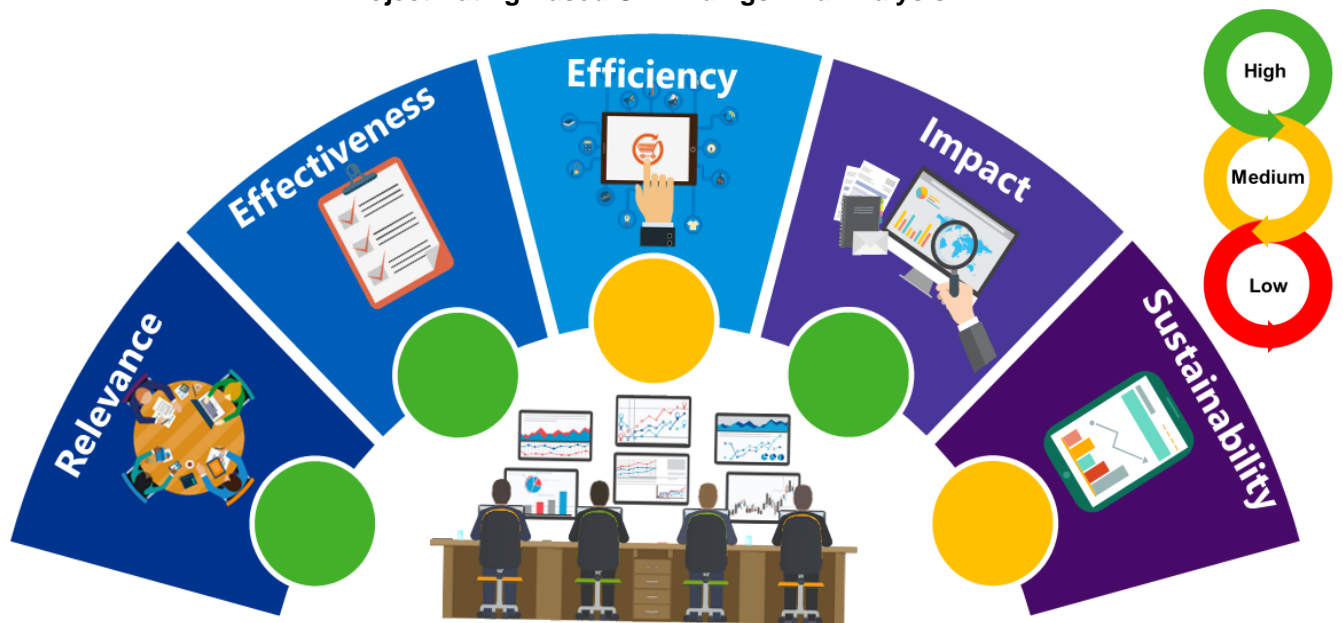 Relevance
Effectiveness
Efficiency
Impact
Sustainability
High
Medium
Low